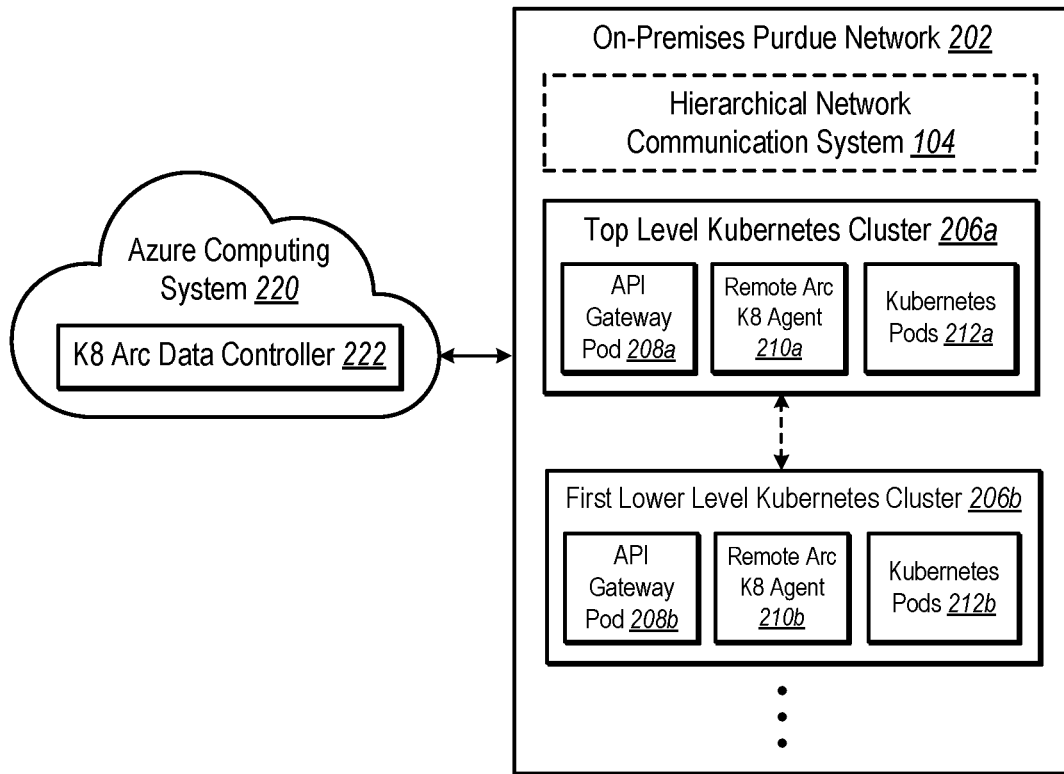 On-Premises Purdue Network 202
Hierarchical Network
Communication System 104
Azure Computing
System 220
K8 Arc Data Controller 222
Top Level Kubernetes Cluster 206a
API
Gateway
Pod 208a
Remote Arc
K8 Agent
210a
Kubernetes
Pods 212a
First Lower Level Kubernetes Cluster 206b
API
Gateway
Pod 208b
Remote Arc
K8 Agent
210b
Kubernetes
Pods 212b